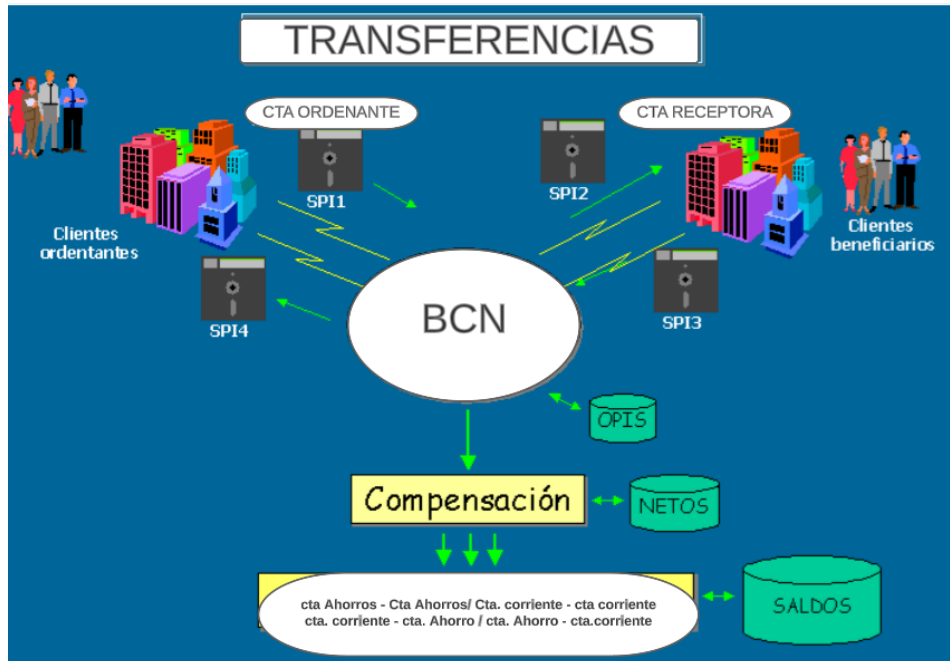 TRANSFERENCIAS
CTA ORDENANTE
CTA RECEPTORA
SPI1
SPI2
Clientes
ordentantes
Clientes
beneficiarios
SPI4
BCN
SPI3
OPIS
Compensación
NETOS
cta Ahorros - Cta Ahorros/ Cta. corriente - cta corriente
cta. corriente - cta. Ahorro / cta. Ahorro - cta.corriente
SALDOS